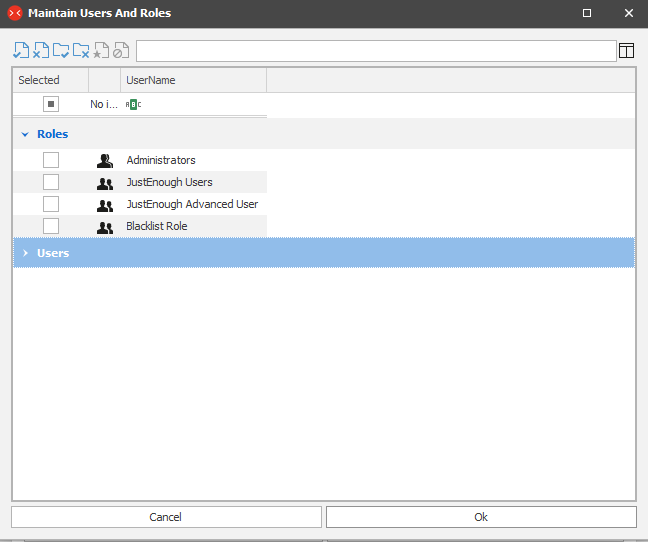 Maintain Users And Roles
Selected UserName
No i...
Roles
Administrators
JustEnough Users
JustEnough Advanced User
Blacklist Role
Users
Cancel Ok